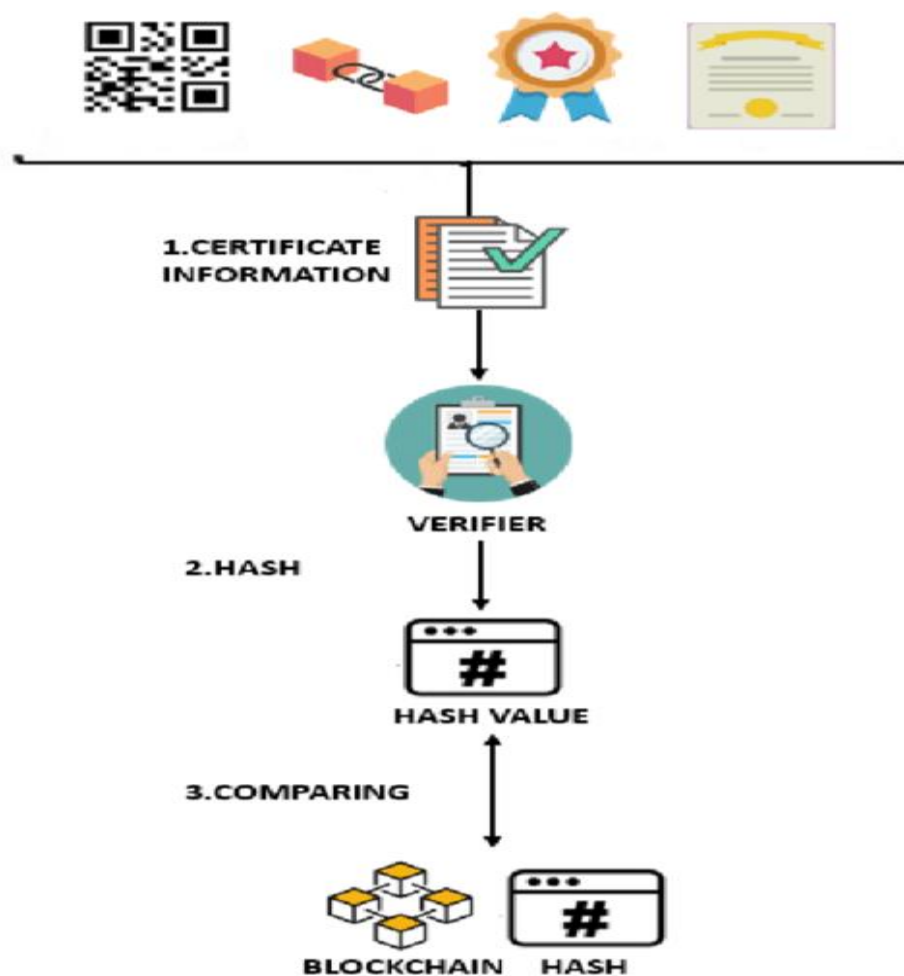 1.CERTIFICATE
INFORMATION
VERIFIER
2.HASH
#
HASH VALUE
3.COMPARING
#
BLOCKCHAIN HASH